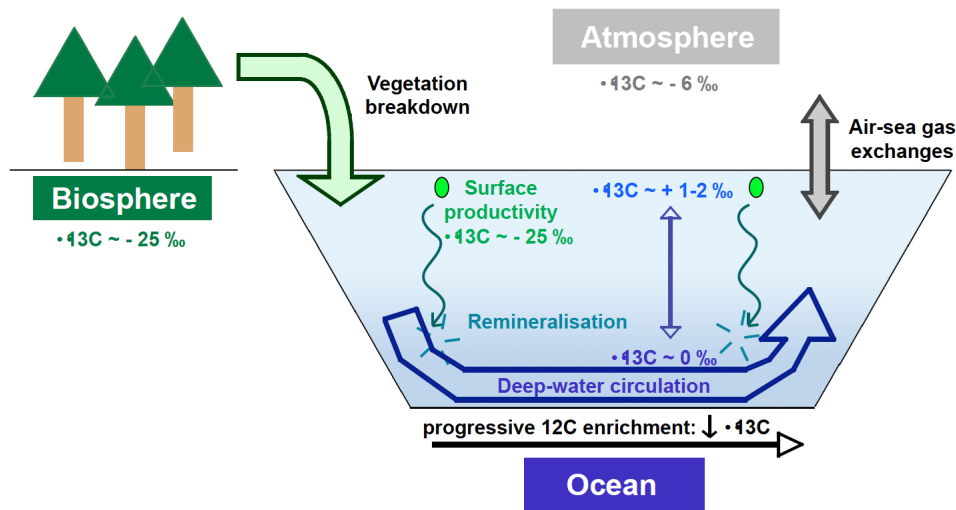 Atmosphere
•13C ~ - 6 ‰
Vegetation
breakdown
Air-sea gas
exchanges
Biosphere
•13C ~ - 25 ‰
Surface
productivity
•13C ~ - 25 ‰
•13C ~ + 1-2 ‰
Remineralisation
•13C ~ 0 ‰
Deep-water circulation
progressive 12C enrichment: ↓ •13C
Ocean